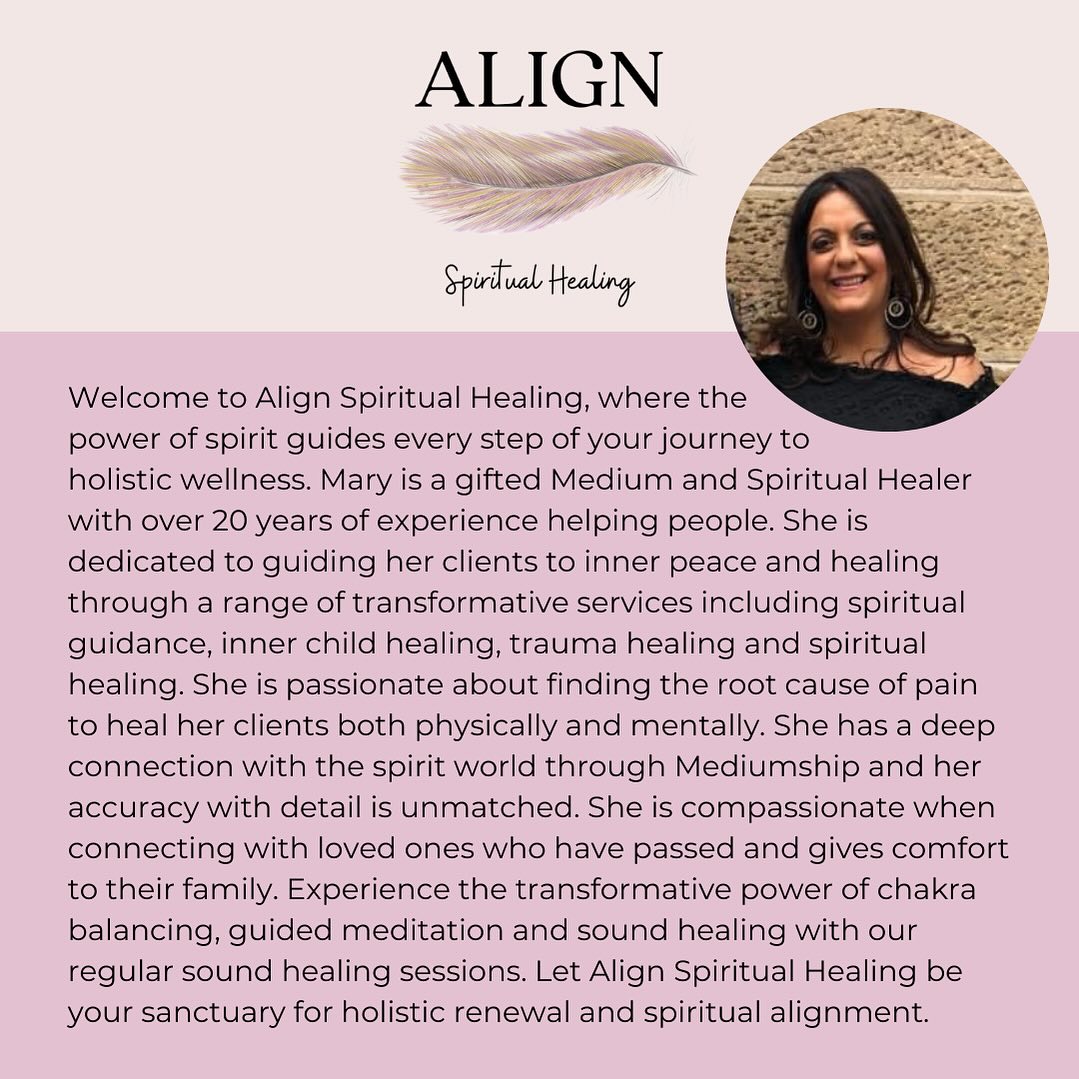 ALIGN
Spiritual Healing
Welcome to Align Spiritual Healing, where the
power of spirit guides every step of your journey to
holistic wellness. Mary is a gifted Medium and Spiritual Healer
with over 20 years of experience helping people. She is
dedicated to guiding her clients to inner peace and healing
through a range of transformative services including spiritual
guidance, inner child healing, trauma healing and spiritual
healing. She is passionate about finding the root cause of pain
to heal her clients both physically and mentally. She has a deep
connection with the spirit world through Mediumship and her
accuracy with detail is unmatched. She is compassionate when
connecting with loved ones who have passed and gives comfort
to their family. Experience the transformative power of chakra
balancing, guided meditation and sound healing with our
regular sound healing sessions. Let Align Spiritual Healing be
your sanctuary for holistic renewal and spiritual alignment.